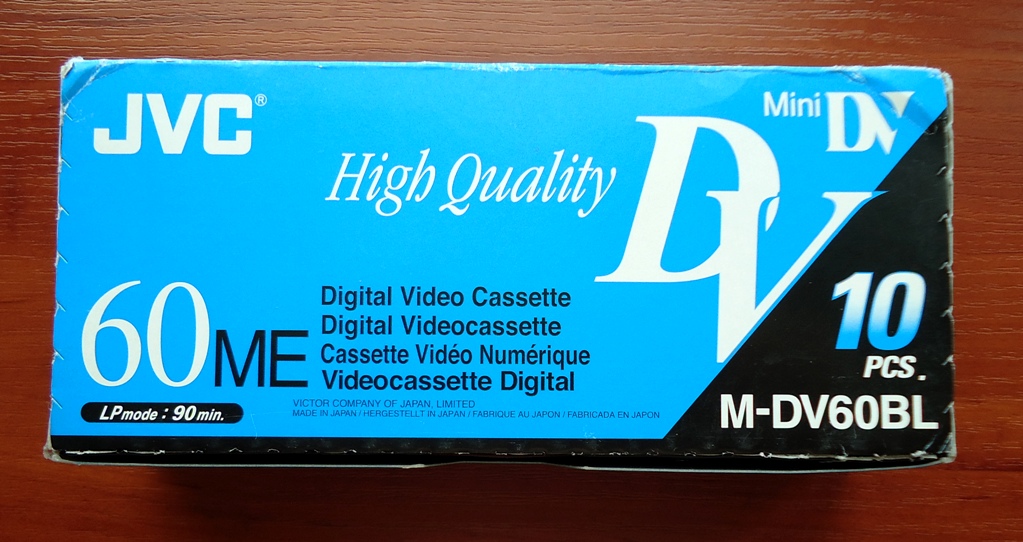 JVC®
Mini DV
High Quality
DV
60ME
Digital Video Cassette
Digital Videocassette
Cassette Vidéo Numérique
Videocassette Digital
LP mode : 90 min.
VICTOR COMPANY OF JAPAN, LIMITED
MADE IN JAPAN / HERGESTELLT IN JAPAN / FABRIQUE AU JAPON / FABRICADA EN JAPON
10
PCS.
M-DV60BL